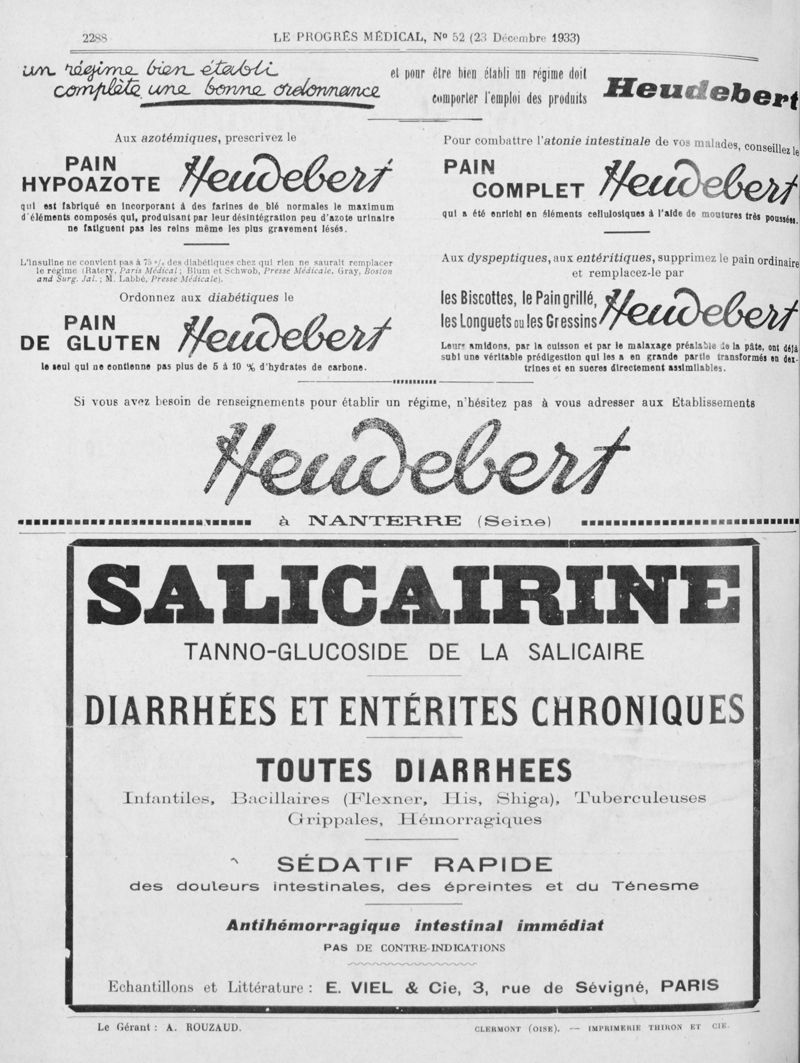 2288
LE PROGRÈS MÉDICAL, Nº 52 (23 Décembre 1933)
un régime bien établi
complète une bonne ordonnance
et pour être bien établi un régime doit
comporter l'emploi des produits
Heudebert
Aux azotémiques, prescrivez le
PAIN
HYPOAZOTE
Heudebert
qui est fabriqué en incorporant à des farines de blé normales le maximum
d'éléments composés qui, produisant par leur désintégration peu d'azote urinaire
ne fatiguent pas les reins même les plus gravement lésés.
L'insuline ne convient pas à 75 % des diabétiques chez qui rien ne saurait remplacer
le régime (Ratery, Paris Médical ; Blum et Schwob, Presse Médicale, Gray, Boston
and Surg. Jal. ; M. Labbé, Presse Médicale).
Ordonnez aux diabétiques le
PAIN
DE GLUTEN
Heudebert
le seul qui ne contienne pas plus de 5 à 10 % d'hydrates de carbone.
Pour combattre l'atonie intestinale de vos malades, conseillez le
PAIN
COMPLET
Heudebert
qui a été enrichi en éléments cellulosiques à l'aide de moutures très poussées.
Aux dyspeptiques, aux entéritiques, supprimez le pain ordinaire
et remplacez-le par
les Biscottes, le Pain grillé,
les Longuets ou les Gressins
Heudebert
Leurs amidons, par la cuisson et par le malaxage préalable de la pâte, ont déjà
subi une véritable prédigestion qui les a en grande partie transformés en dex-
trines et en sucres directement assimilables.
Si vous avez besoin de renseignements pour établir un régime, n'hésitez pas à vous adresser aux Etablissements
Heudebert
à NANTERRE (Seine)
SALICAIRINE
TANNO-GLUCOSIDE DE LA SALICAIRE
DIARRHÉES ET ENTÉRITES CHRONIQUES
TOUTES DIARRHEES
Infantiles, Bacillaires (Flexner, His, Shiga), Tuberculeuses
Grippales, Hémorragiques
SÉDATIF RAPIDE
des douleurs intestinales, des épreintes et du Ténesme
Antihémorragique intestinal immédiat
PAS DE CONTRE-INDICATIONS
Echantillons et Littérature : E. VIEL & Cie, 3, rue de Sévigné, PARIS
Le Gérant : A. ROUZAUD.
CLERMONT (OISE). — IMPRIMERIE THIRON ET CIE.